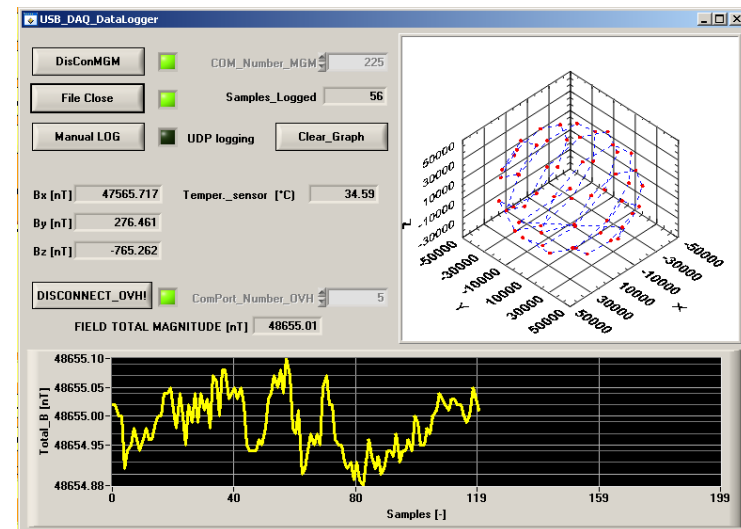 USB_DAQ_DataLogger
DisConMGM COM_Number_MGM 225
File Close Samples_Logged 56
Manual LOG UDP logging Clear_Graph
Bx [nT] 47565.717 Temper._sensor [°C] 34.59
By [nT] 276.461
Bz [nT] -765.262
DISCONNECT_OVH! ComPort_Number_OVH 5
FIELD TOTAL MAGNITUDE [nT] 48655.01
50000
30000
10000
-10000
-30000
Z
-50000
-30000
-10000
10000
30000
50000
Y
-50000
-30000
-10000
10000
30000
50000
X
48655.10
48655.05
48655.00
48654.95
48654.88
Total_B [nT]
0 40 80 119 159 199
Samples [-]